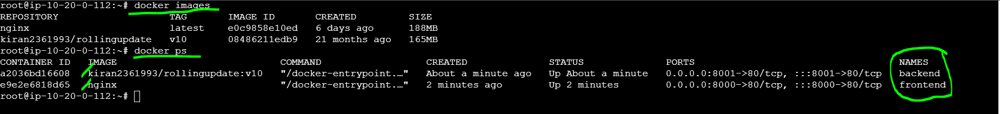 root@ip-10-20-0-112:~# docker images
REPOSITORY TAG IMAGE ID CREATED SIZE
nginx latest e0c9858e10ed 6 days ago 188MB
kiran2361993/rollingupdate v10 08486211edb9 21 months ago 165MB
root@ip-10-20-0-112:~# docker ps
CONTAINER ID IMAGE COMMAND CREATED STATUS PORTS NAMES
a2036bd16608 kiran2361993/rollingupdate:v10 "/docker-entrypoint.…" About a minute ago Up About a minute 0.0.0.0:8001->80/tcp, :::8001->80/tcp backend
e9e2e6818d65 nginx "/docker-entrypoint.…" 2 minutes ago Up 2 minutes 0.0.0.0:8000->80/tcp, :::8000->80/tcp frontend
root@ip-10-20-0-112:~#